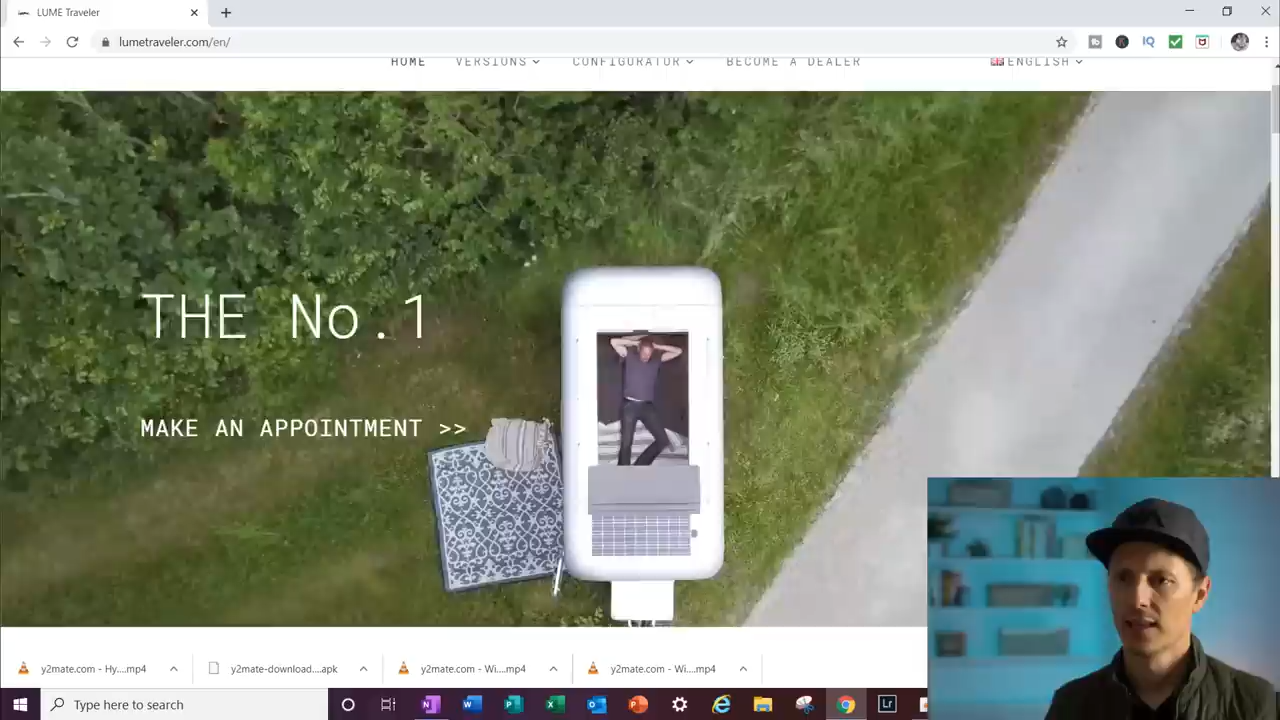 LUME Traveler
lumetraveler.com/en/
HOME VERSIONS CONFIGURATOR BECOME A DEALER ENGLISH
THE No.1
MAKE AN APPOINTMENT >>
y2mate.com - Hy....mp4 y2mate-download....apk y2mate.com - Wi....mp4 y2mate.com - Wi....mp4
Type here to search